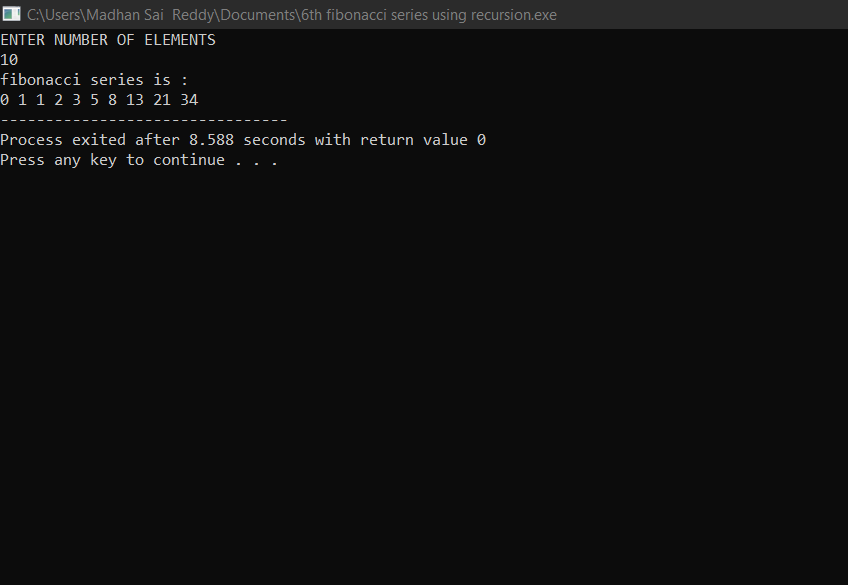 C:\Users\Madhan Sai  Reddy\Documents\6th fibonacci series using recursion.exe
ENTER NUMBER OF ELEMENTS
10
fibonacci series is :
0 1 1 2 3 5 8 13 21 34
--------------------------------
Process exited after 8.588 seconds with return value 0
Press any key to continue . . .